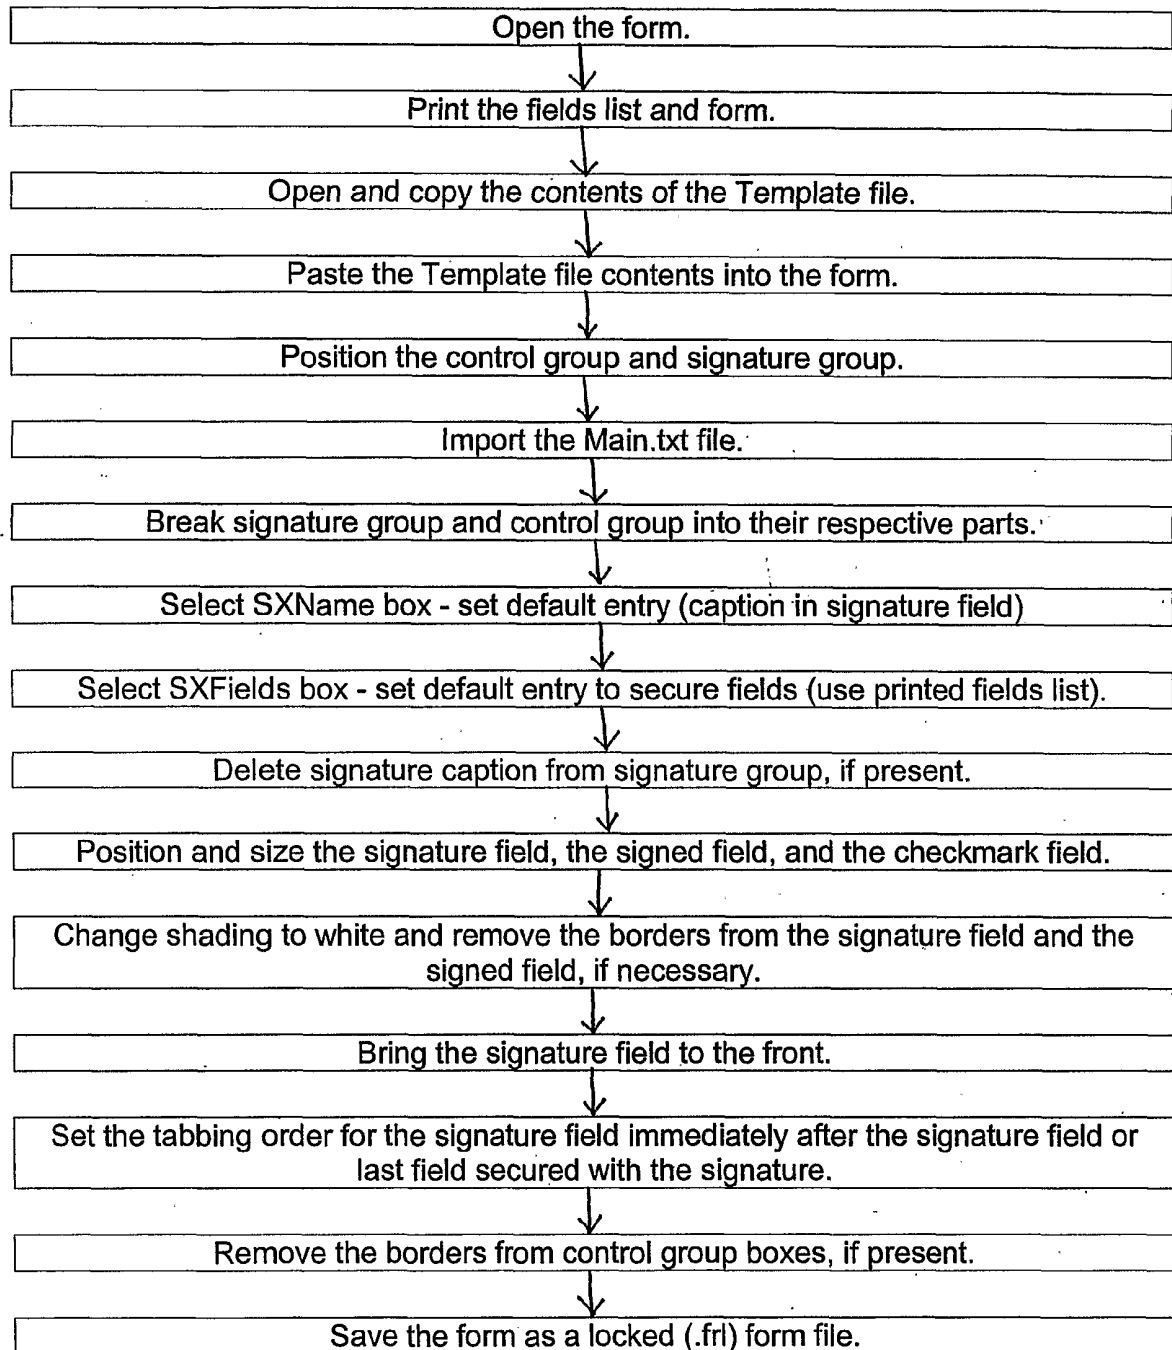 Open the form.
Print the fields list and form.
Open and copy the contents of the Template file.
Paste the Template file contents into the form.
Position the control group and signature group.
Import the Main.txt file.
Break signature group and control group into their respective parts.
Select SXName box - set default entry (caption in signature field)
Select SXFields box - set default entry to secure fields (use printed fields list).
Delete signature caption from signature group, if present.
Position and size the signature field, the signed field, and the checkmark field.
Change shading to white and remove the borders from the signature field and the
signed field, if necessary.
Bring the signature field to the front.
Set the tabbing order for the signature field immediately after the signature field or
last field secured with the signature.
Remove the borders from control group boxes, if present.
Save the form as a locked (.frl) form file.